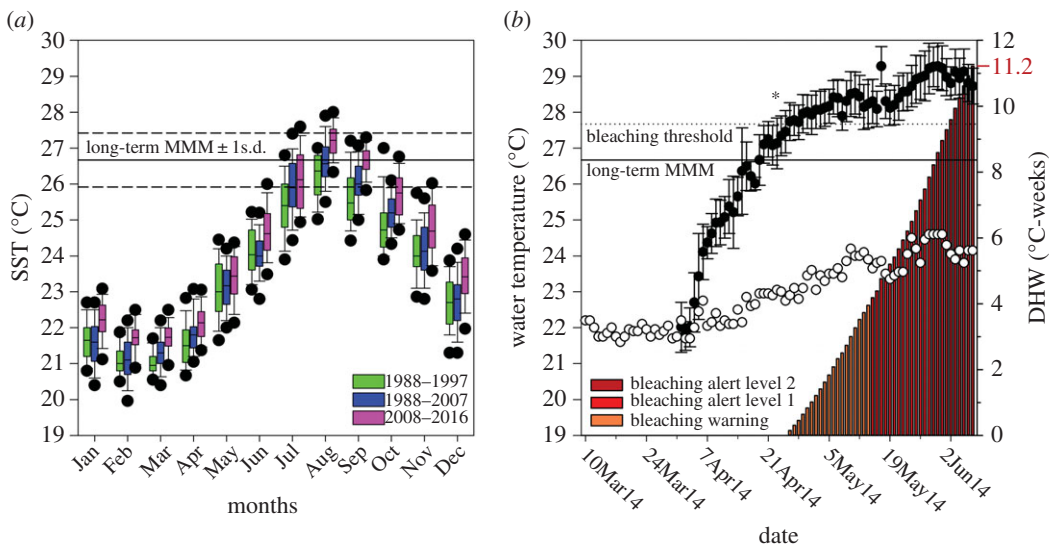 (a)
30
29
28
27
26
25
24
23
22
21
20
19
SST (°C)
long-term MMM ± 1s.d.
1988–1997
1988–2007
2008–2016
Jan
Feb
Mar
Apr
May
Jun
Jul
Aug
Sep
Oct
Nov
Dec
months
(b)
30
29
28
27
26
25
24
23
22
21
20
19
water temperature (°C)
*
bleaching threshold
long-term MMM
bleaching alert level 2
bleaching alert level 1
bleaching warning
12
11.2
10
8
6
4
2
0
DHW (°C-weeks)
10Mar14
24Mar14
7Apr14
21Apr14
5May14
19May14
2Jun14
date